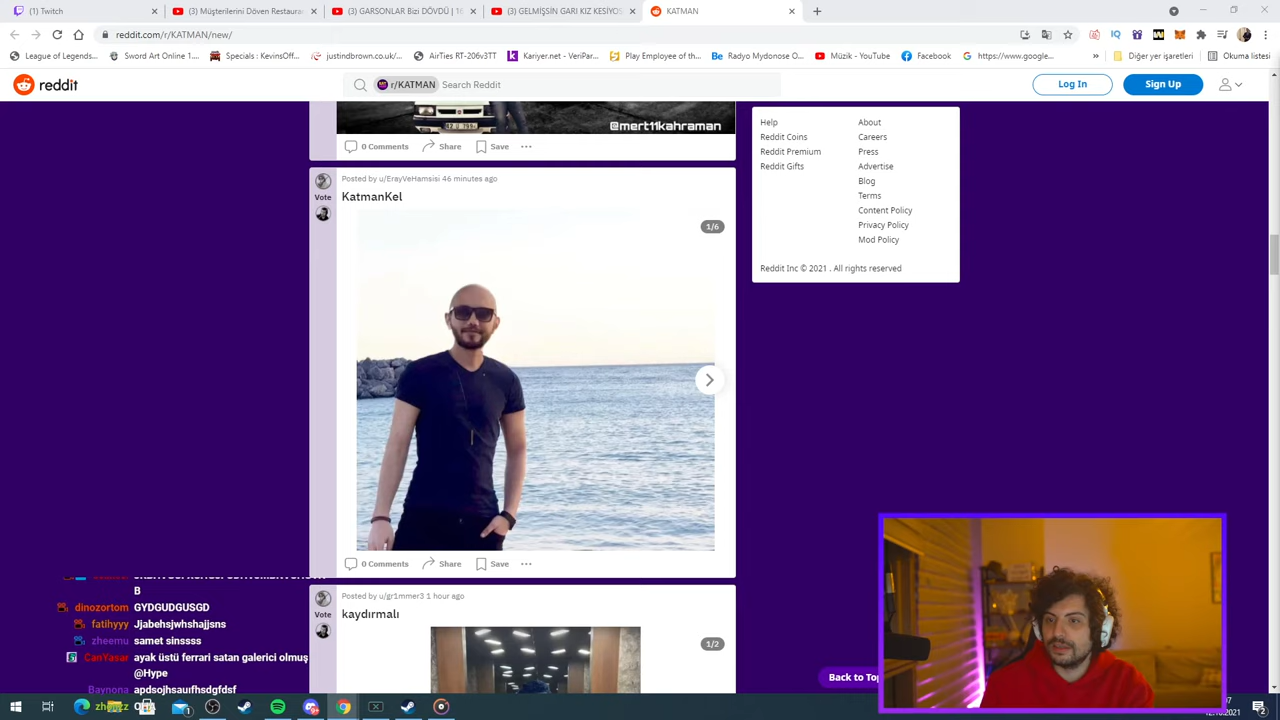 (1) Twitch
(3) Müşterilerini Döven Restaura
(3) GARSONLAR Bizi DÖVDÜ | 1
(3) GELMİŞSİN GARI KIZ KESİYOS
KATMAN
reddit.com/r/KATMAN/new/
League of Legends...
Sword Art Online 3...
Specials : KevinsOff...
justindbrown.co.uk/...
AirTies RT-206v3TT
Kariyer.net - VeriPar...
Play Employee of th...
Radyo Mydonose O...
Müzik - YouTube
Facebook
https://www.google...
»
Diğer yer işaretleri
Okuma listesi
reddit
r/KATMAN
Search Reddit
Log In
Sign Up
@mert11kahraman
0 Comments
Share
Save
Help
About
Reddit Coins
Careers
Reddit Premium
Press
Reddit Gifts
Advertise
Blog
Terms
Content Policy
Privacy Policy
Mod Policy
Reddit Inc © 2021 . All rights reserved
Posted by u/ErayVeHamsisi 46 minutes ago
Vote
KatmanKel
1/6
0 Comments
Share
Save
Posted by u/gr1mmer3 1 hour ago
Vote
kaydırmalı
1/2
B
dinozortom GYDGUDGUSGD
fatihyyy Jjabehsjwhshajjsns
zheemu samet sinssss
CanYasar ayak üstü ferrari satan galerici olmuş
@Hype
Baynona apdsojhsaufhsdgfdsf
Back to Top
2